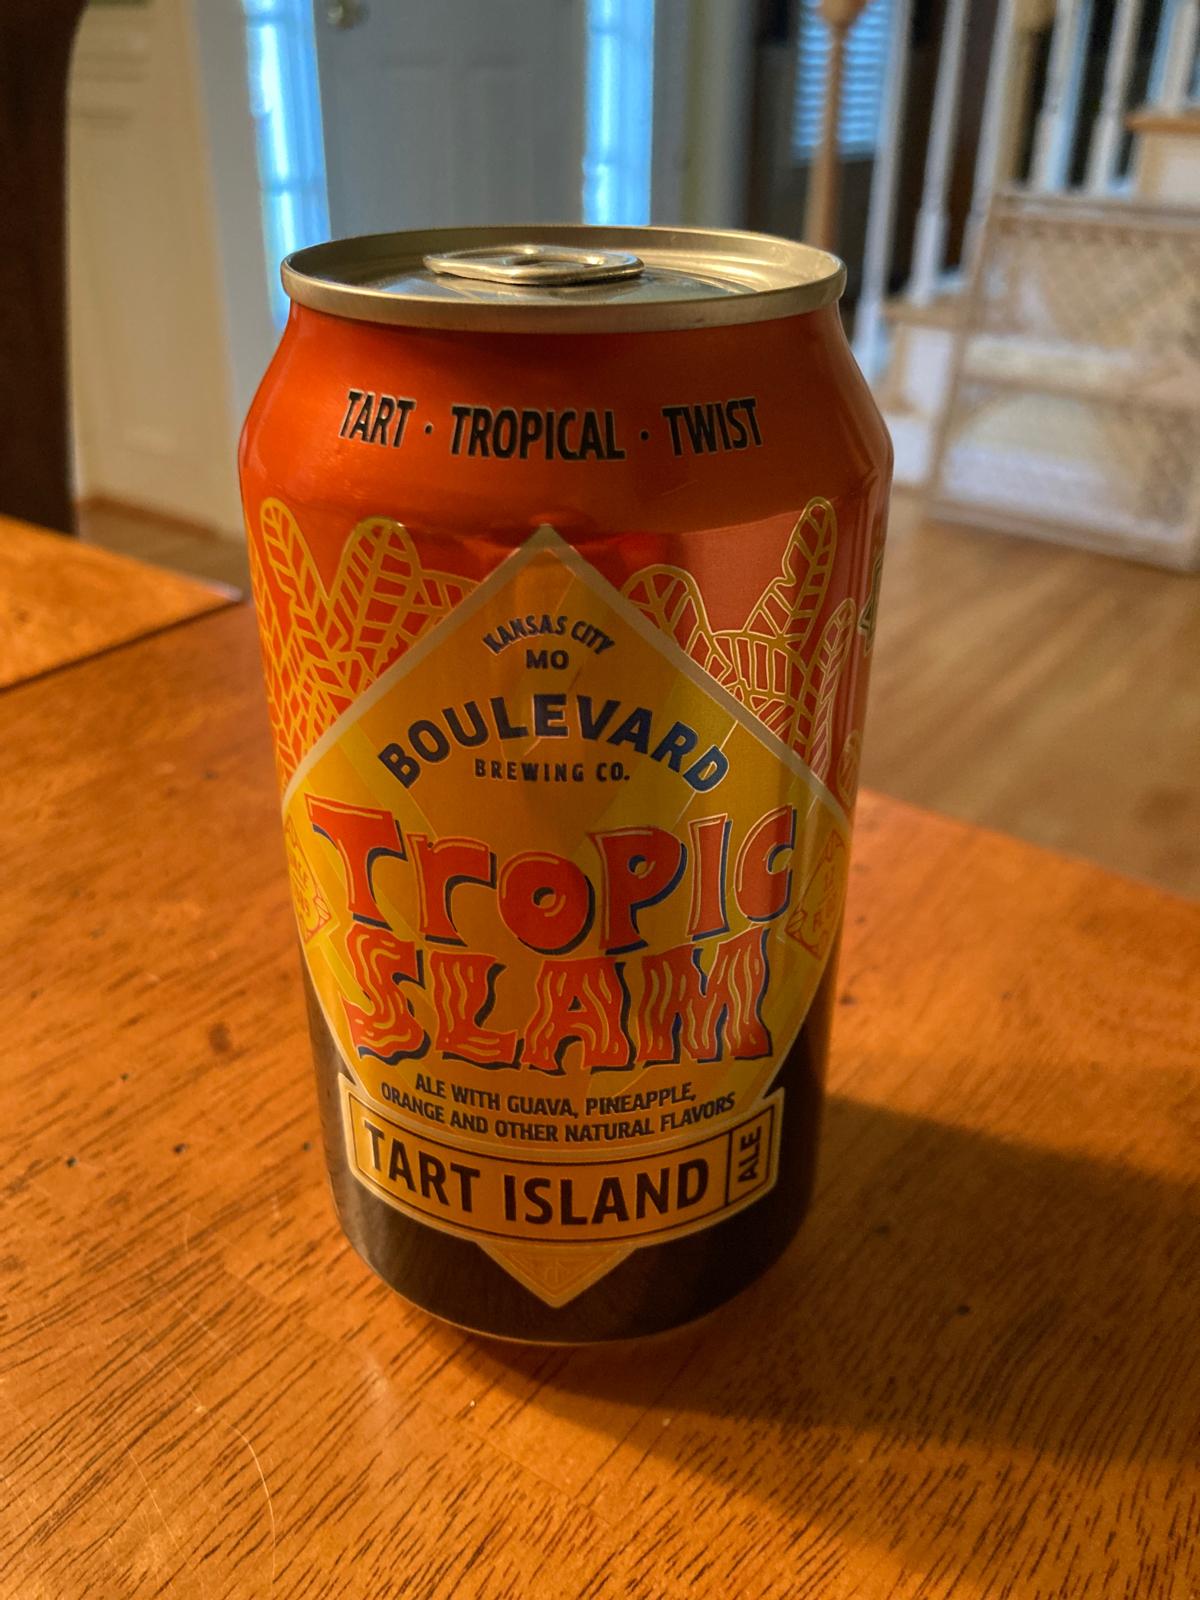 TART · TROPICAL · TWIST
KANSAS CITY
MO
BOULEVARD
BREWING CO.
TROPIC
SLAM
ALE WITH GUAVA, PINEAPPLE,
ORANGE AND OTHER NATURAL FLAVORS
TART ISLAND
ALE